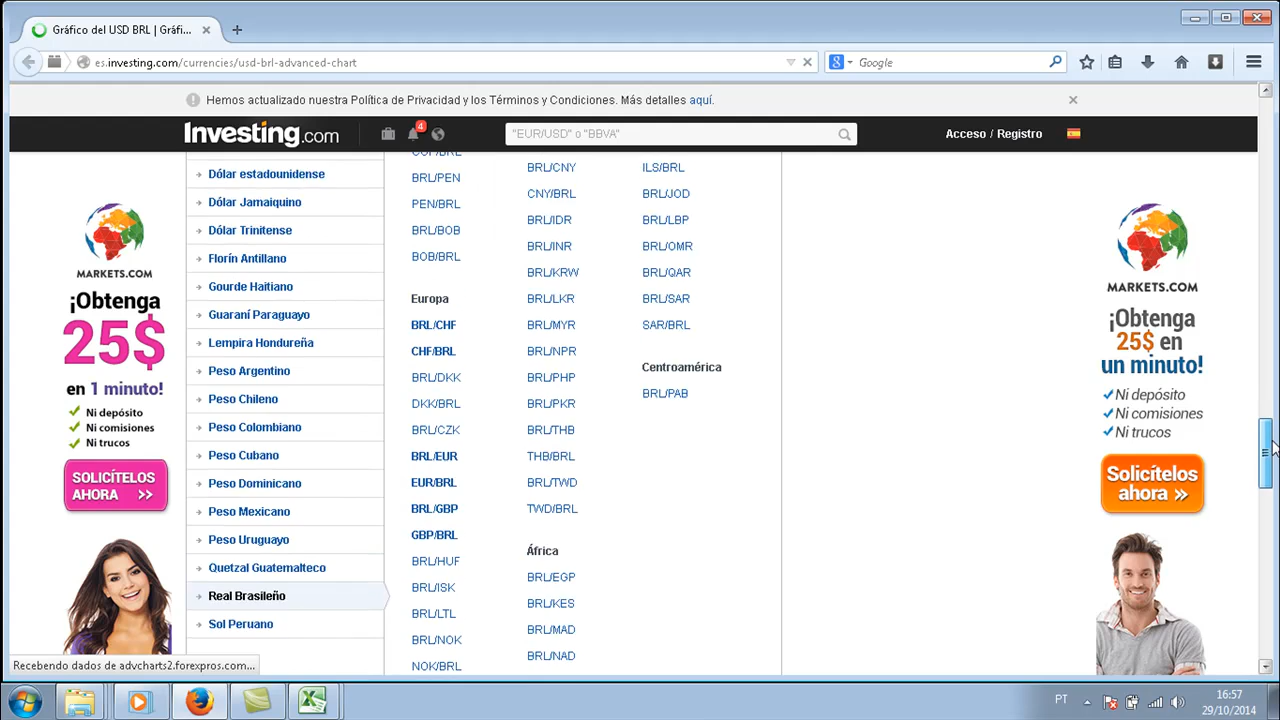 Gráfico del USD BRL | Gráfi...
es.investing.com/currencies/usd-brl-advanced-chart
Google
Hemos actualizado nuestra Política de Privacidad y los Términos y Condiciones. Más detalles aquí.
Investing.com
4
"EUR/USD" o "BBVA"
Acceso / Registro
MARKETS.COM
¡Obtenga
25$
en 1 minuto!
Ni depósito
Ni comisiones
Ni trucos
SOLICÍTELOS
AHORA >>
Dólar estadounidense
Dólar Jamaiquino
Dólar Trinitense
Florín Antillano
Gourde Haitiano
Guaraní Paraguayo
Lempira Hondureña
Peso Argentino
Peso Chileno
Peso Colombiano
Peso Cubano
Peso Dominicano
Peso Mexicano
Peso Uruguayo
Quetzal Guatemalteco
Real Brasileño
Sol Peruano
COP/BRL
BRL/PEN
PEN/BRL
BRL/BOB
BOB/BRL
Europa
BRL/CHF
CHF/BRL
BRL/DKK
DKK/BRL
BRL/CZK
BRL/EUR
EUR/BRL
BRL/GBP
GBP/BRL
BRL/HUF
BRL/ISK
BRL/LTL
BRL/NOK
NOK/BRL
BRL/CNY
CNY/BRL
BRL/IDR
BRL/INR
BRL/KRW
BRL/LKR
BRL/MYR
BRL/NPR
BRL/PHP
BRL/PKR
BRL/THB
THB/BRL
BRL/TWD
TWD/BRL
África
BRL/EGP
BRL/KES
BRL/MAD
BRL/NAD
ILS/BRL
BRL/JOD
BRL/LBP
BRL/OMR
BRL/QAR
BRL/SAR
SAR/BRL
Centroamérica
BRL/PAB
MARKETS.COM
¡Obtenga
25$ en
un minuto!
Ni depósito
Ni comisiones
Ni trucos
Solicítelos
ahora »
Recebendo dados de advcharts2.forexpros.com...
PT
16:57
29/10/2014